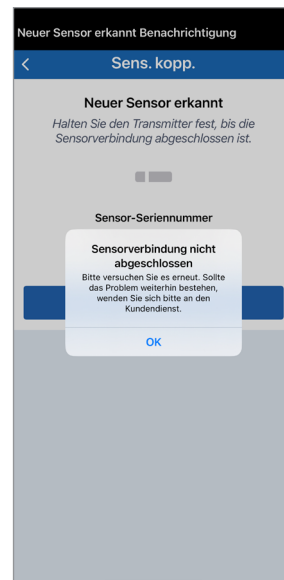 Neuer Sensor erkannt Benachrichtigung
Sens. kopp.
Neuer Sensor erkannt
Halten Sie den Transmitter fest, bis die
Sensorverbindung abgeschlossen ist.
Sensor-Seriennummer
Sensorverbindung nicht
abgeschlossen
Bitte versuchen Sie es erneut. Sollte
das Problem weiterhin bestehen,
wenden Sie sich bitte an den
Kundendienst.
OK